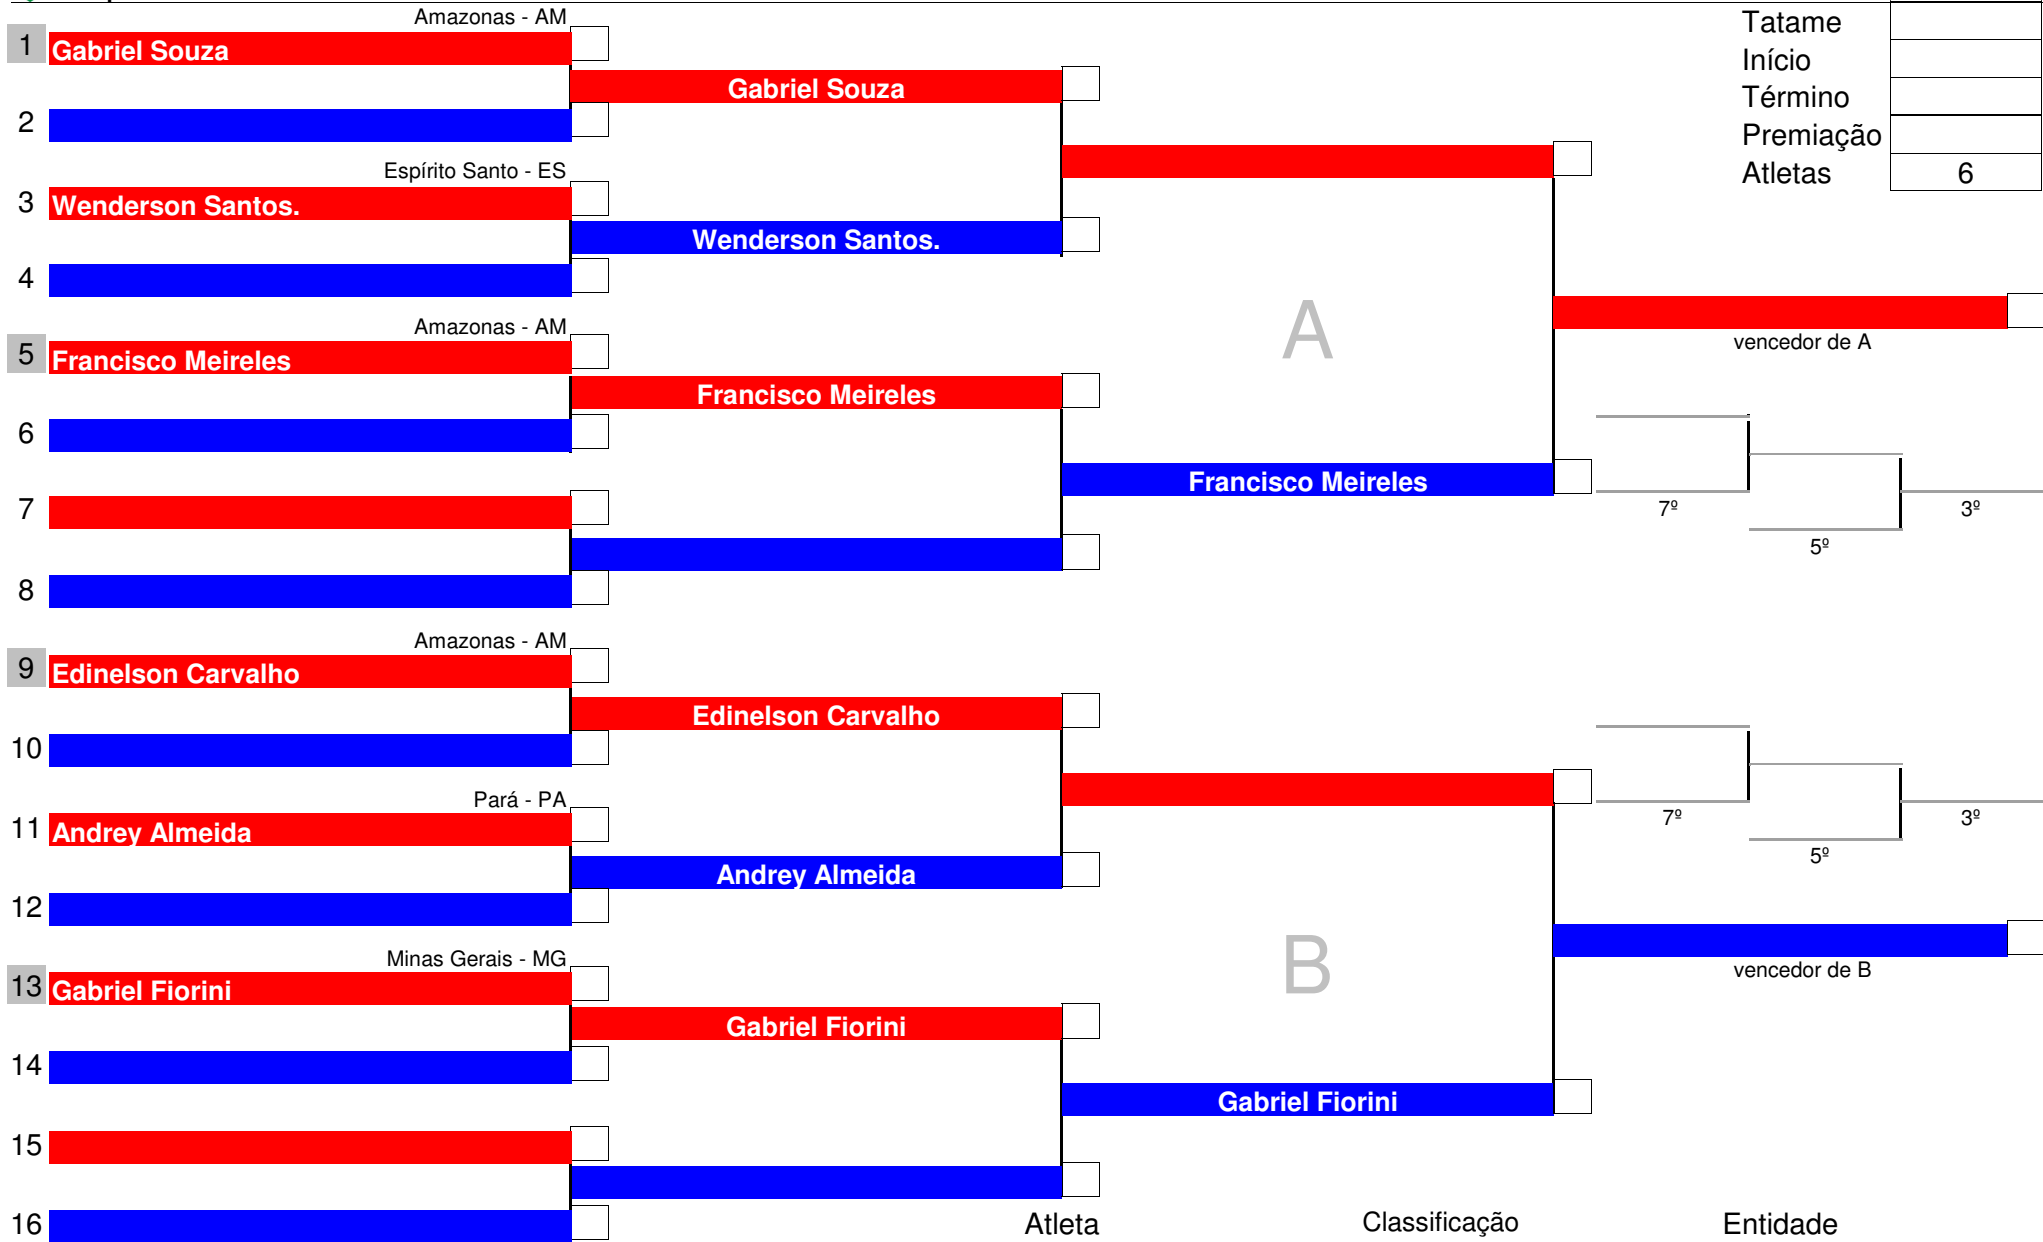 Amazonas - AM
1 Gabriel Souza
Gabriel Souza
2
Espírito Santo - ES
3 Wenderson Santos.
Wenderson Santos.
4
Amazonas - AM
5 Francisco Meireles
Francisco Meireles
6
Francisco Meireles
7
8
Amazonas - AM
9 Edinelson Carvalho
Edinelson Carvalho
10
Pará - PA
11 Andrey Almeida
Andrey Almeida
12
Minas Gerais - MG
13 Gabriel Fiorini
Gabriel Fiorini
14
Gabriel Fiorini
15
16
A
B
Tatame
Início
Término
Premiação
Atletas 6
vencedor de A
7º
3º
5º
7º
3º
5º
vencedor de B
Atleta Classificação Entidade